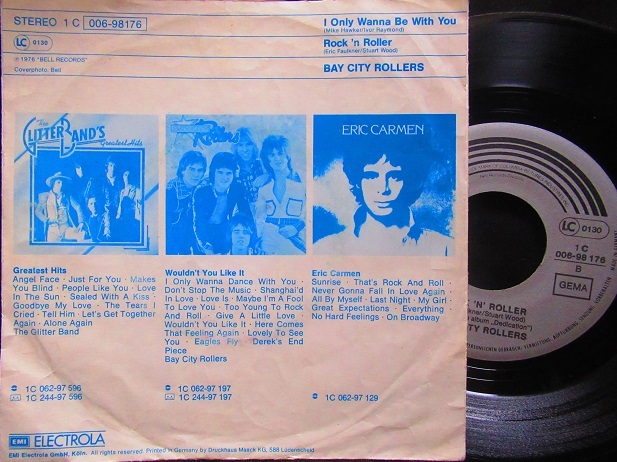 STEREO 1 C 006-98176
LC 0130
℗ 1976 "BELL RECORDS"
Coverphoto: Bell
I Only Wanna Be With You
(Mike Hawker/Ivor Raymond)
Rock 'n Roller
(Eric Faulkner/Stuart Wood)
BAY CITY ROLLERS
The
GLITTER BAND'S
Greatest Hits
ERIC CARMEN
Greatest Hits
Angel Face · Just For You · Makes
You Blind · People Like You · Love
In The Sun · Sealed With A Kiss ·
Goodbye My Love · The Tears I
Cried · Tell Him · Let's Get Together
Again · Alone Again
The Glitter Band
1C 062-97 596
1C 244-97 596
Wouldn't You Like It
I Only Wanna Dance With You ·
Don't Stop The Music · Shanghai'd
In Love · Love Is · Maybe I'm A Fool
To Love You · Too Young To Rock
And Roll · Give A Little Love ·
Wouldn't You Like It · Here Comes
That Feeling Again · Lovely To See
You · Eagles Fly · Derek's End
Piece
Bay City Rollers
1C 062-97 197
1C 244-97 197
Eric Carmen
Sunrise · That's Rock And Roll ·
Never Gonna Fall In Love Again ·
All By Myself · Last Night · My Girl ·
Great Expectations · Everything ·
No Hard Feelings · On Broadway
1C 062-97 129
EMI ELECTROLA
EMI Electrola GmbH, Köln. All rights reserved. Printed in Germany by Druckhaus Maack KG, 588 Lüdenscheid
LC 0130
1 C
006-98 176
B
GEMA
'N' ROLLER
kner/Stuart Wood)
album „Dedication")
TY ROLLERS